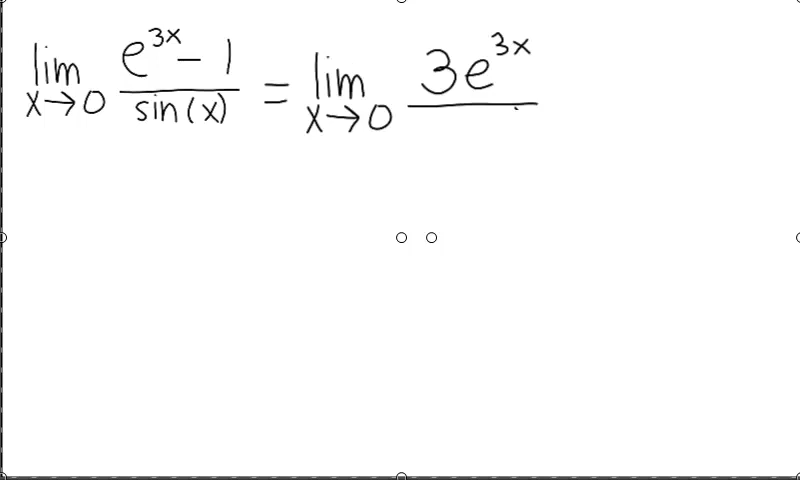 lim x→0 (e^{3x} - 1)/(sin(x)) = lim x→0 3e^{3x}/